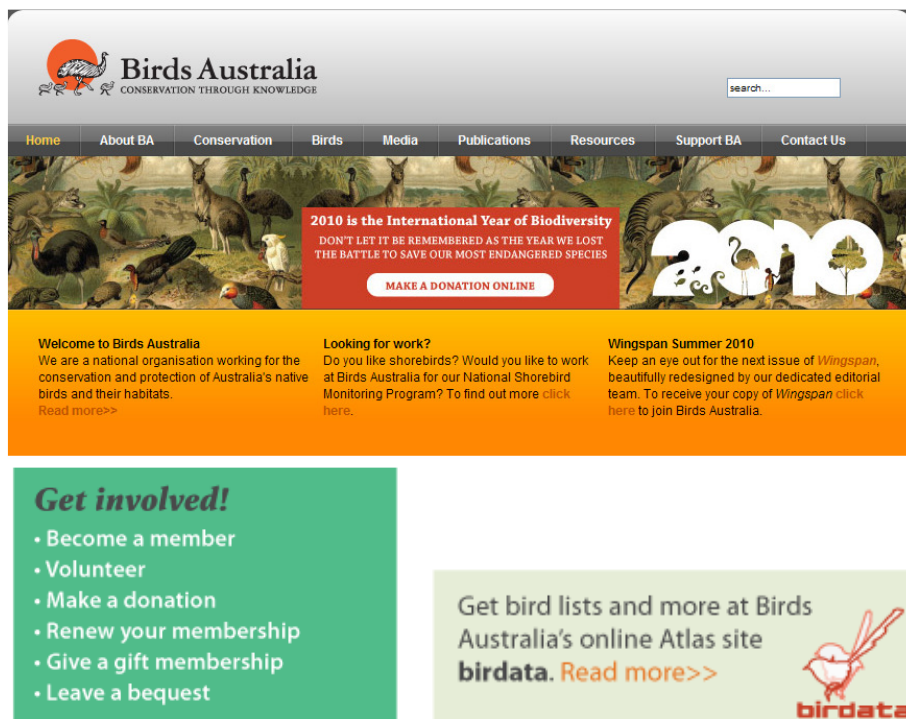 Birds Australia
CONSERVATION THROUGH KNOWLEDGE
search...
Home About BA Conservation Birds Media Publications Resources Support BA Contact Us
2010 is the International Year of Biodiversity
DON'T LET IT BE REMEMBERED AS THE YEAR WE LOST
THE BATTLE TO SAVE OUR MOST ENDANGERED SPECIES
MAKE A DONATION ONLINE
2010
Welcome to Birds Australia
We are a national organisation working for the
conservation and protection of Australia's native
birds and their habitats.
Read more>>
Looking for work?
Do you like shorebirds? Would you like to work
at Birds Australia for our National Shorebird
Monitoring Program? To find out more click
here.
Wingspan Summer 2010
Keep an eye out for the next issue of Wingspan,
beautifully redesigned by our dedicated editorial
team. To receive your copy of Wingspan click
here to join Birds Australia.
Get involved!
• Become a member
• Volunteer
• Make a donation
• Renew your membership
• Give a gift membership
• Leave a bequest
Get bird lists and more at Birds
Australia's online Atlas site
birdata. Read more>>
birdata